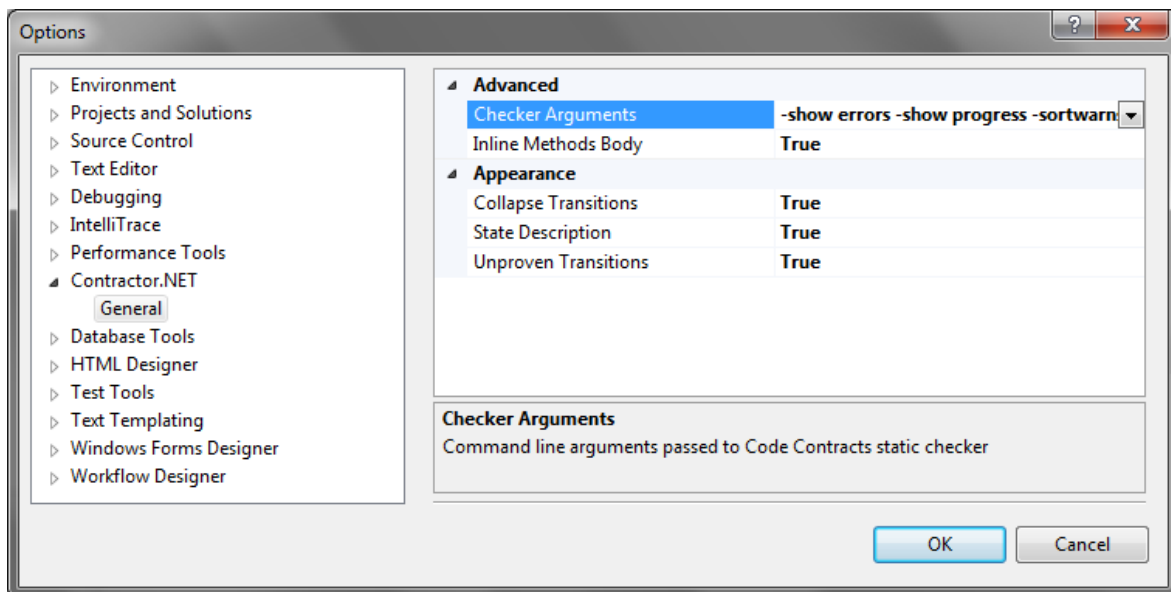 Options
Environment
Projects and Solutions
Source Control
Text Editor
Debugging
IntelliTrace
Performance Tools
Contractor.NET
General
Database Tools
HTML Designer
Test Tools
Text Templating
Windows Forms Designer
Workflow Designer
Advanced
Checker Arguments -show errors -show progress -sortwarn
Inline Methods Body True
Appearance
Collapse Transitions True
State Description True
Unproven Transitions True
Checker Arguments
Command line arguments passed to Code Contracts static checker
OK Cancel